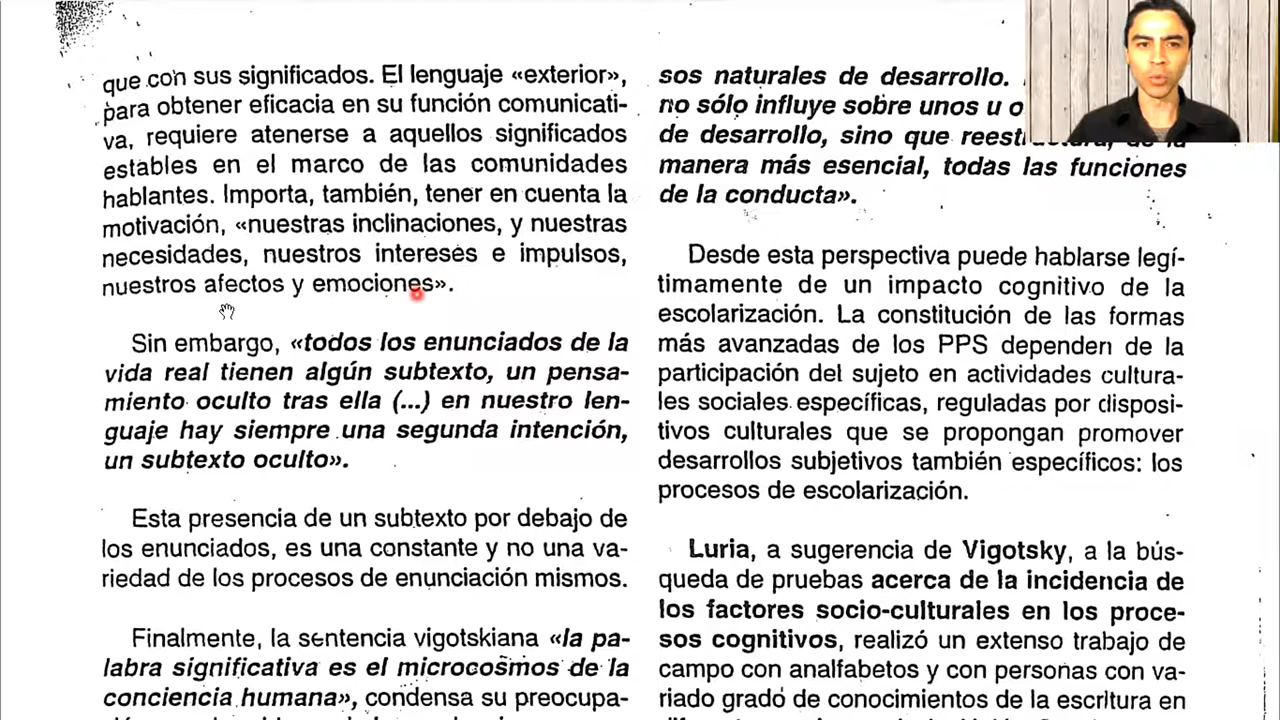 que con sus significados. El lenguaje «exterior»,
para obtener eficacia en su función comunicati-
va, requiere atenerse a aquellos significados
estables en el marco de las comunidades
hablantes. Importa, también, tener en cuenta la
motivación, «nuestras inclinaciones, y nuestras
necesidades, nuestros intereses e impulsos,
nuestros afectos y emociones».
Sin embargo, «todos los enunciados de la
vida real tienen algún subtexto, un pensa-
miento oculto tras ella (...) en nuestro len-
guaje hay siempre una segunda intención,
un subtexto oculto».
Esta presencia de un subtexto por debajo de
los enunciados, es una constante y no una va-
riedad de los procesos de enunciación mismos.
Finalmente, la sentencia vigotskiana «la pa-
labra significativa es el microcosmos de la
conciencia humana», condensa su preocupa-
sos naturales de desarrollo.
no sólo influye sobre unos u o
de desarrollo, sino que reestructura, de la
manera más esencial, todas las funciones
de la conducta».
Desde esta perspectiva puede hablarse legí-
timamente de un impacto cognitivo de la
escolarización. La constitución de las formas
más avanzadas de los PPS dependen de la
participación del sujeto en actividades cultura-
les sociales específicas, reguladas por disposi-
tivos culturales que se propongan promover
desarrollos subjetivos también específicos: los
procesos de escolarización.
Luria, a sugerencia de Vigotsky, a la bús-
queda de pruebas acerca de la incidencia de
los factores socio-culturales en los proce-
sos cognitivos, realizó un extenso trabajo de
campo con analfabetos y con personas con va-
riado grado de conocimientos de la escritura en